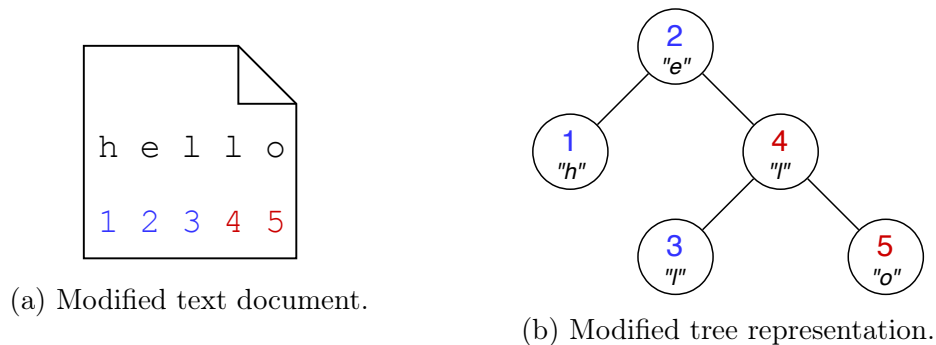 h e l l o
1 2 3 4 5
(a) Modified text document.
2
"e"
1
"h"
4
"l"
3
"l"
5
"o"
(b) Modified tree representation.